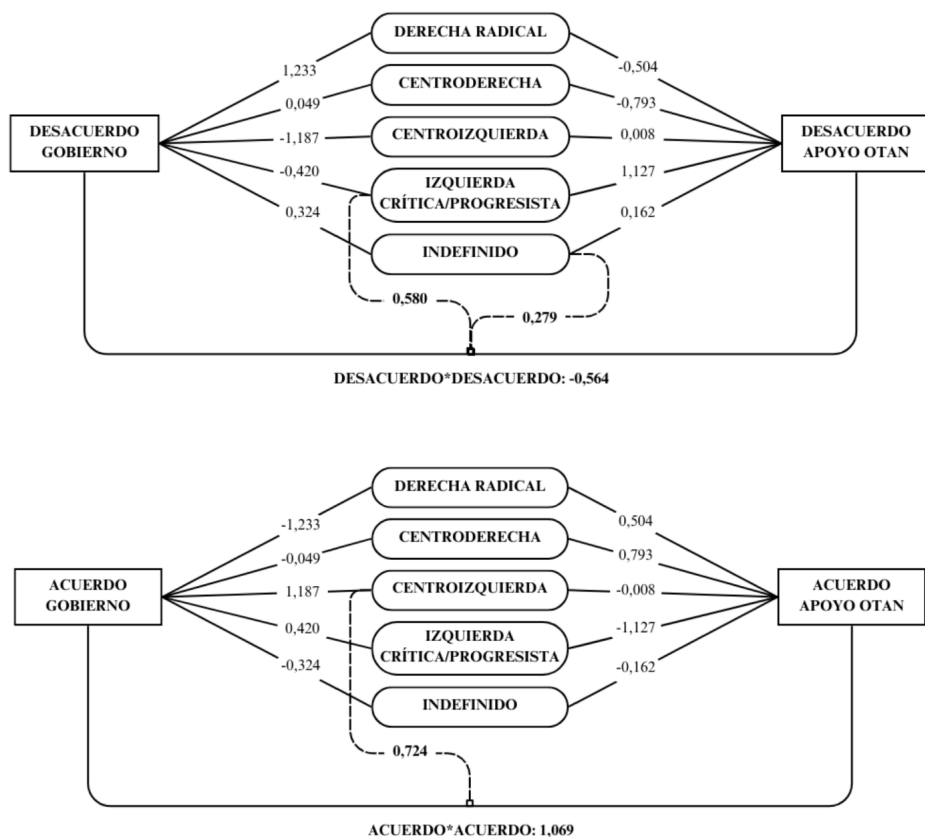 DERECHA RADICAL
1,233
-0,504
CENTRODERECHA
0,049
-0,793
DESACUERDO
GOBIERNO
-1,187
CENTROIZQUIERDA
0,008
DESACUERDO
APOYO OTAN
-0,420
IZQUIERDA
CRÍTICA/PROGRESISTA
1,127
0,324
INDEFINIDO
0,162
0,580
0,279
DESACUERDO*DESACUERDO: -0,564
DERECHA RADICAL
-1,233
0,504
CENTRODERECHA
-0,049
0,793
ACUERDO
GOBIERNO
1,187
CENTROIZQUIERDA
-0,008
ACUERDO
APOYO OTAN
0,420
IZQUIERDA
CRÍTICA/PROGRESISTA
-1,127
-0,324
INDEFINIDO
-0,162
0,724
ACUERDO*ACUERDO: 1,069